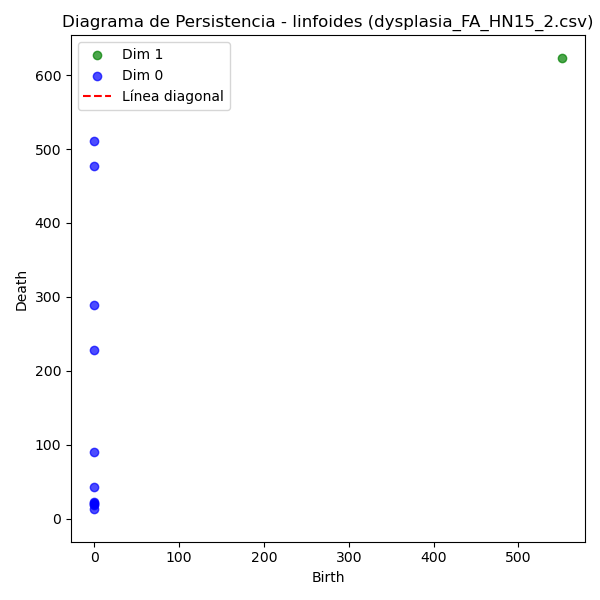 Diagrama de Persistencia - linfoides (dysplasia_FA_HN15_2.csv)
Dim 1
Dim 0
Línea diagonal
600
500
400
300
200
100
0
Death
0 100 200 300 400 500
Birth